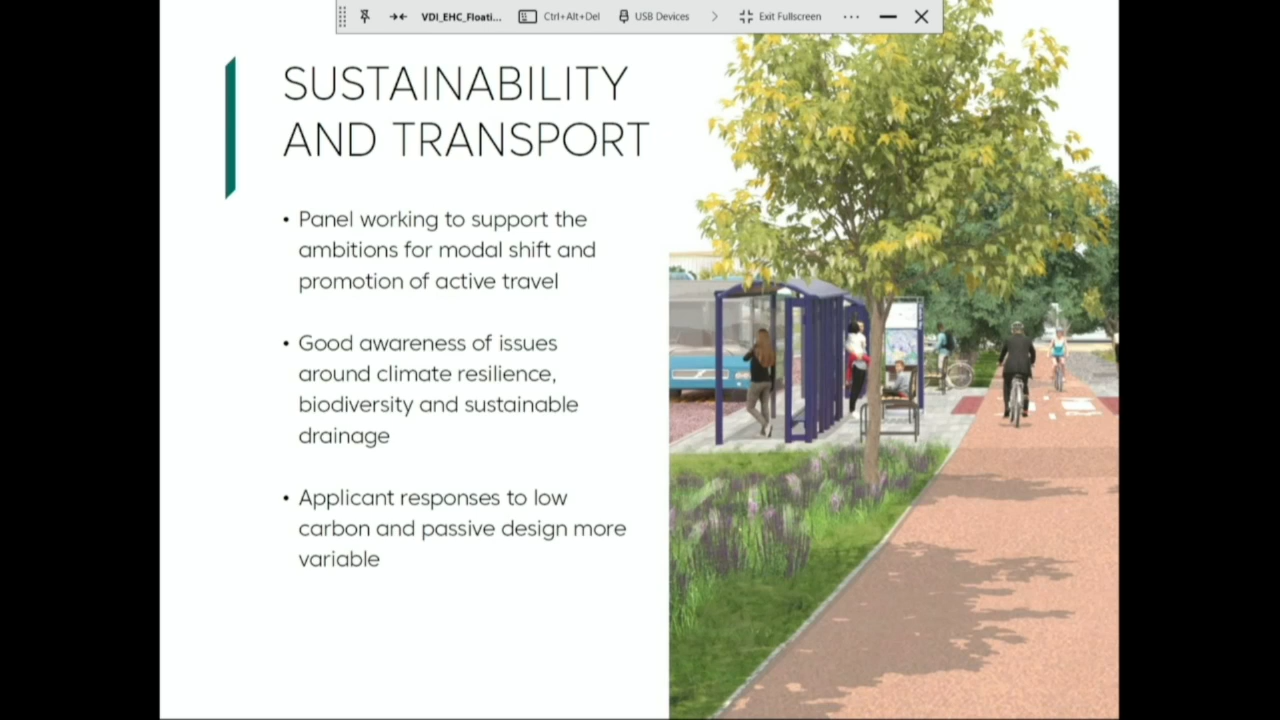 VDI_EHC_Floati...
Ctrl+Alt+Del
USB Devices
Exit Fullscreen
SUSTAINABILITY
AND TRANSPORT
• Panel working to support the
ambitions for modal shift and
promotion of active travel
• Good awareness of issues
around climate resilience,
biodiversity and sustainable
drainage
• Applicant responses to low
carbon and passive design more
variable